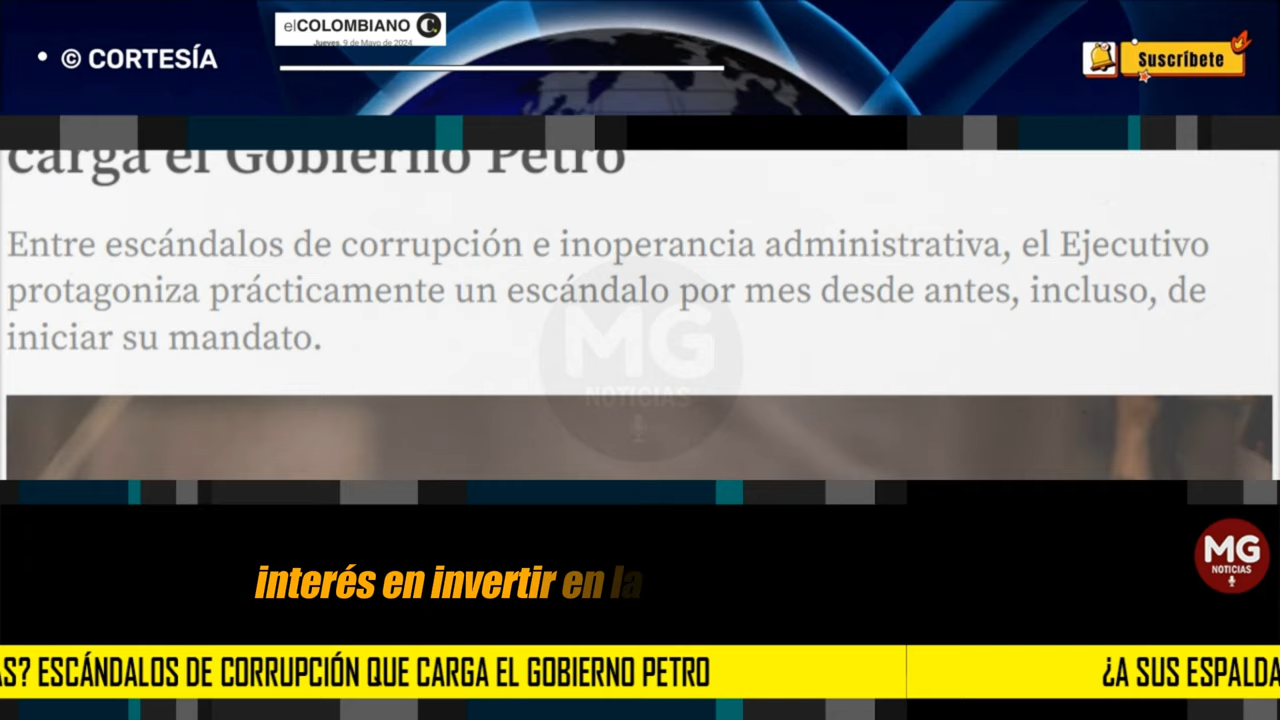 elCOLOMBIANO C
Jueves, 9 de Mayo de 2024
• © CORTESÍA
Suscríbete
carga el Gobierno Petro
Entre escándalos de corrupción e inoperancia administrativa, el Ejecutivo
protagoniza prácticamente un escándalo por mes desde antes, incluso, de
iniciar su mandato.
MG
NOTICIAS
interés en invertir en la
MG
NOTICIAS
AS? ESCÁNDALOS DE CORRUPCIÓN QUE CARGA EL GOBIERNO PETRO
¿A SUS ESPALDA